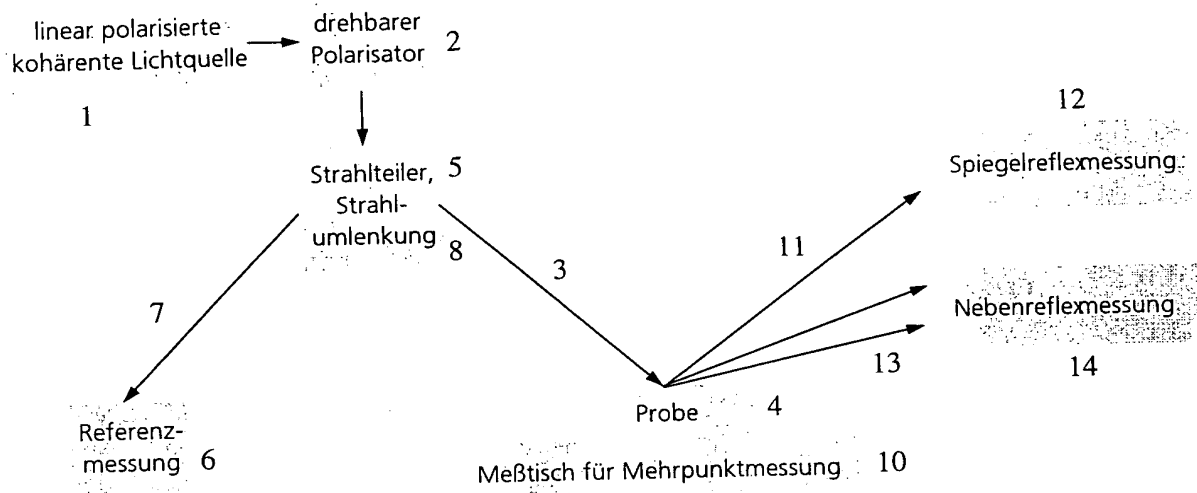 linear polarisierte
kohärente Lichtquelle
1
drehbarer
Polarisator 2
Strahlteiler, 5
Strahl-
umlenkung 8
7
3
11
12
Spiegelreflexmessung
Nebenreflexmessung
13
14
Probe 4
Referenz-
messung 6
Meßtisch für Mehrpunktmessung 10